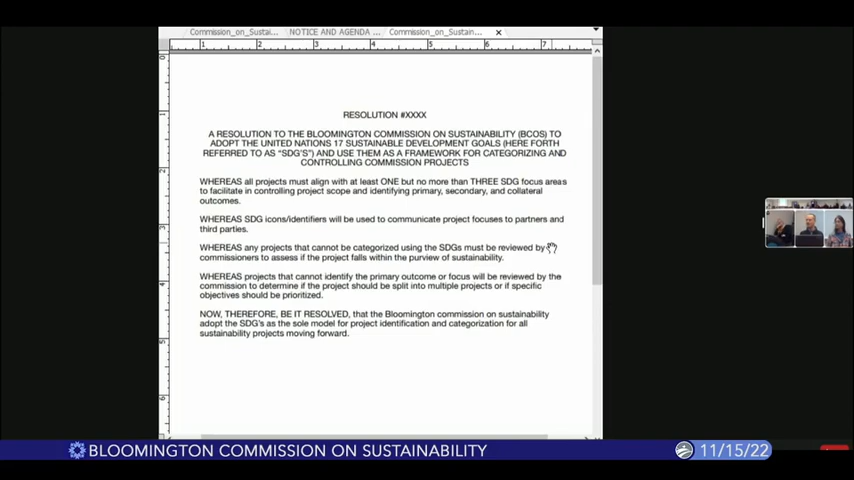 Commission_on_Sustai... NOTICE AND AGENDA ... Commission_on_Sustain... ×
1 2 3 4 5 6 7
RESOLUTION #XXXX
A RESOLUTION TO THE BLOOMINGTON COMMISSION ON SUSTAINABILITY (BCOS) TO
ADOPT THE UNITED NATIONS 17 SUSTAINABLE DEVELOPMENT GOALS (HERE FORTH
REFERRED TO AS “SDG’S”) AND USE THEM AS A FRAMEWORK FOR CATEGORIZING AND
CONTROLLING COMMISSION PROJECTS
WHEREAS all projects must align with at least ONE but no more than THREE SDG focus areas
to facilitate in controlling project scope and identifying primary, secondary, and collateral
outcomes.
WHEREAS SDG icons/identifiers will be used to communicate project focuses to partners and
third parties.
WHEREAS any projects that cannot be categorized using the SDGs must be reviewed by
commissioners to assess if the project falls within the purview of sustainability.
WHEREAS projects that cannot identify the primary outcome or focus will be reviewed by the
commission to determine if the project should be split into multiple projects or if specific
objectives should be prioritized.
NOW, THEREFORE, BE IT RESOLVED, that the Bloomington commission on sustainability
adopt the SDG's as the sole model for project identification and categorization for all
sustainability projects moving forward.
BLOOMINGTON COMMISSION ON SUSTAINABILITY
11/15/22